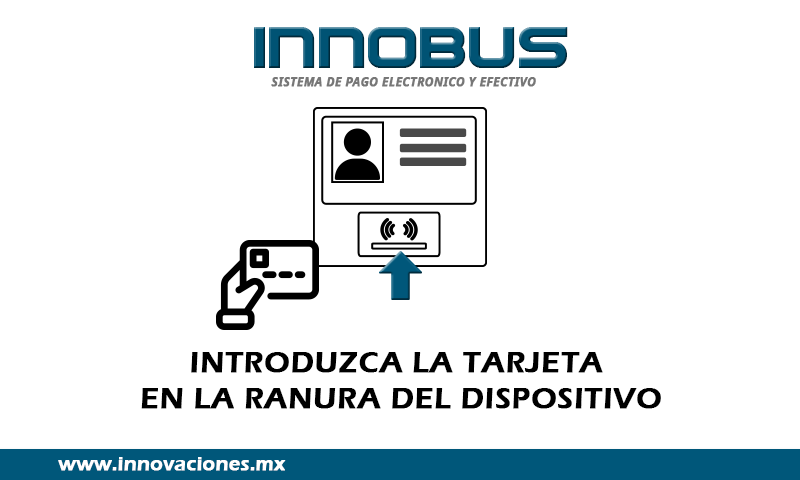 INNOBUS
SISTEMA DE PAGO ELECTRONICO Y EFECTIVO
INTRODUZCA LA TARJETA
EN LA RANURA DEL DISPOSITIVO
www.innovaciones.mx